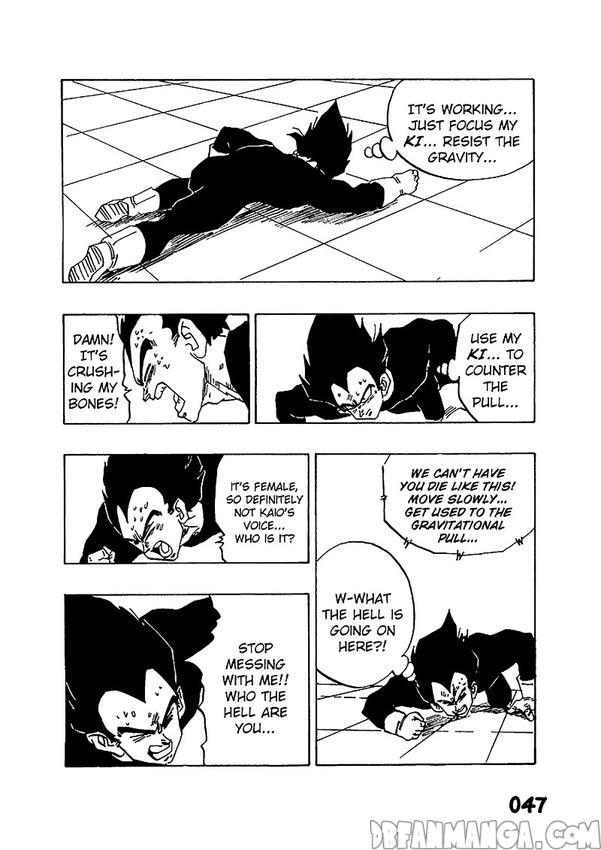 IT'S WORKING...
JUST FOCUS MY
KI... RESIST THE
GRAVITY...
USE MY
KI... TO
COUNTER
THE
PULL...
DAMN!
IT'S
CRUSH-
ING MY
BONES!
WE CAN'T HAVE
YOU DIE LIKE THIS!
MOVE SLOWLY...
GET USED TO THE
GRAVITATIONAL
PULL...
W-WHAT
THE HELL IS
GOING ON
HERE?!
IT'S FEMALE,
SO DEFINITELY
NOT KAIO'S
VOICE...
WHO IS IT?
STOP
MESSING
WITH ME!!
WHO THE
HELL ARE
YOU...
047
DBFANMANGA.COM